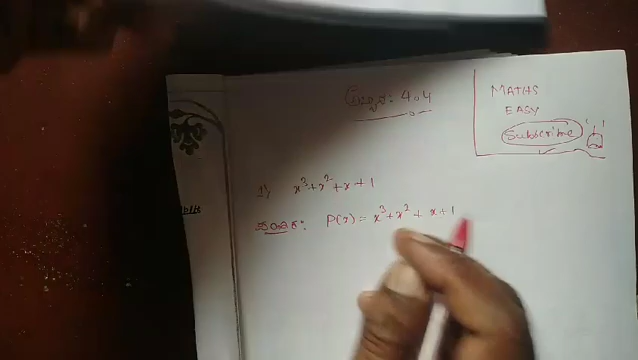 4.4
MATHS
EASY
Subscribe
1) x³+x²+x+1
P(x) = x³+x²+x+1